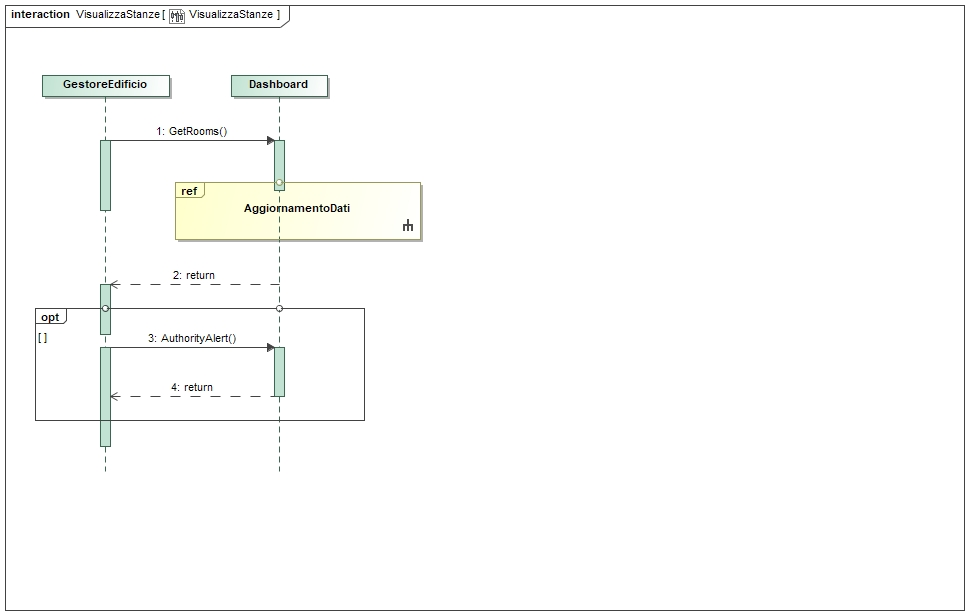 interaction VisualizzaStanze [ VisualizzaStanze ]
GestoreEdificio
Dashboard
1: GetRooms()
ref
AggiornamentoDati
2: return
opt
[ ]
3: AuthorityAlert()
4: return